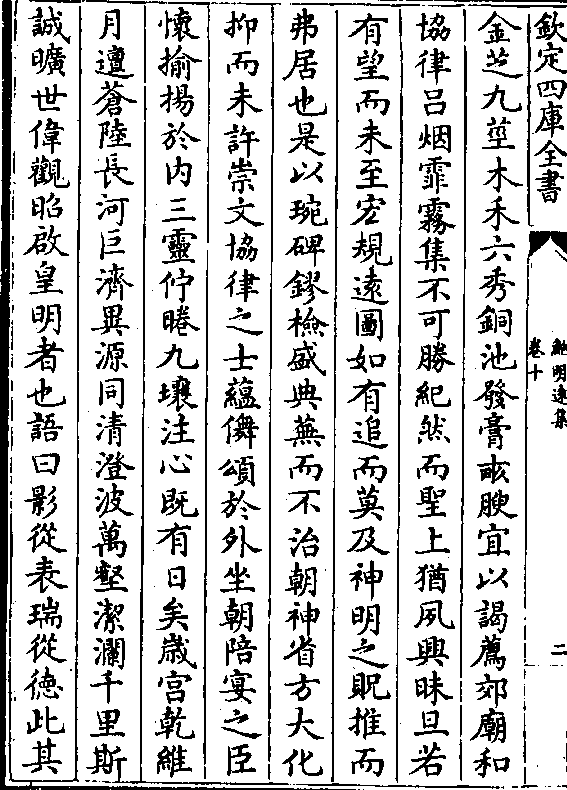 欽定四庫全書
鮑明遠集
卷十
二
金芝九莖木禾六秀銅池發膏畝腴宜以謁薦郊廟和
協律呂烟霏霧集不可勝紀然而聖上猶夙興昧旦若
有望而未至宏規遠圖如有追而莫及神明之貺推而
弗居也是以琬碑鏐檢盛典蕪而不治朝神省方大化
抑而未許崇文協律之士蘊儛頌於外坐朝陪宴之臣
懷揄揚於內三靈佇睠九壤注心既有日矣歲宫乾維
月邅蒼陸長河巨濟異源同清澄波萬壑潔瀾千里斯
誠曠世偉觀昭啟皇明者也語曰影從表瑞從德此其